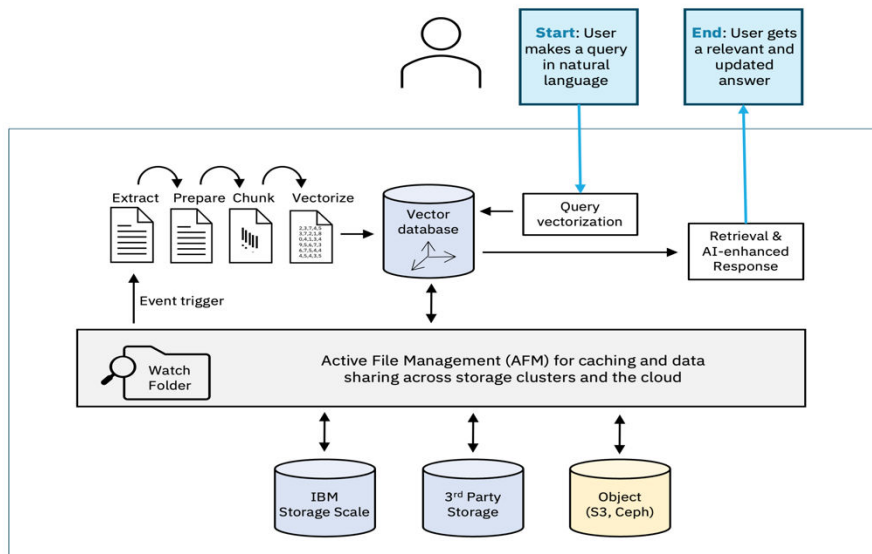 Start: User
makes a query
in natural
language
End: User gets
a relevant and
updated
answer
Extract
Prepare
Chunk
Vectorize
2,3,7,4,5
3,7,2,1,8
0,4,1,3,4
9,5,6,7,3
6,7,5,4,4
4,5,4,3,5
Vector
database
Query
vectorization
Retrieval &
AI-enhanced
Response
Event trigger
Watch
Folder
Active File Management (AFM) for caching and data
sharing across storage clusters and the cloud
IBM
Storage Scale
3rd Party
Storage
Object
(S3, Ceph)